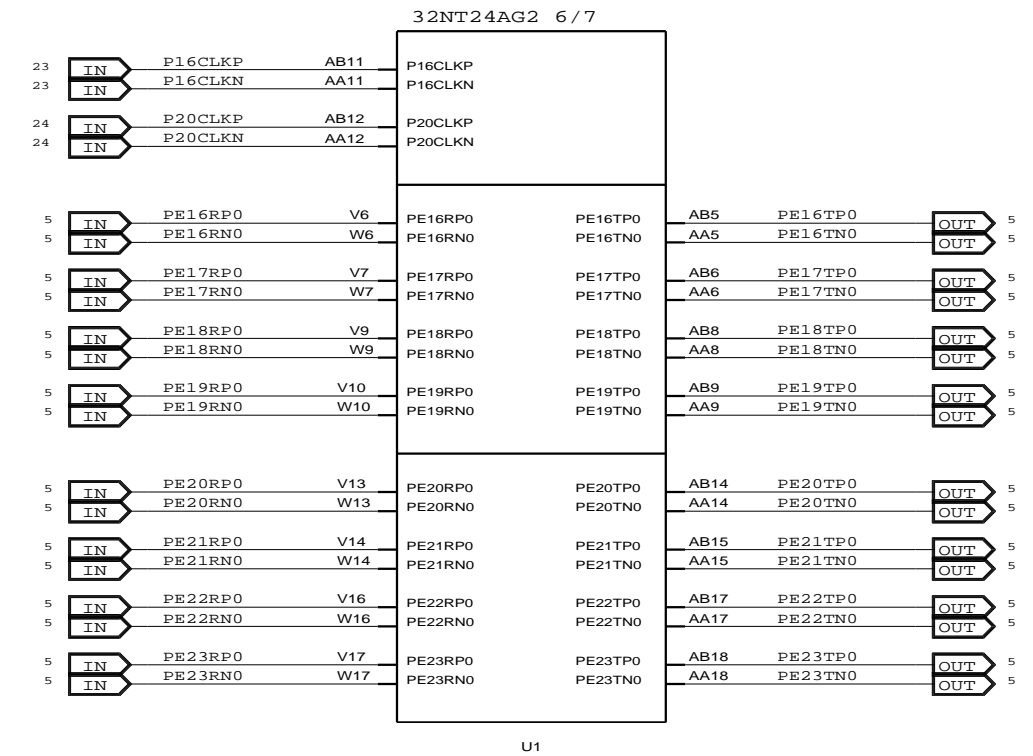 32NT24AG2 6/7
23 IN P16CLKP AB11 P16CLKP
23 IN P16CLKN AA11 P16CLKN
24 IN P20CLKP AB12 P20CLKP
24 IN P20CLKN AA12 P20CLKN
5 IN PE16RP0 V6 PE16RP0 PE16TP0 AB5 PE16TP0 OUT 5
5 IN PE16RN0 W6 PE16RN0 PE16TN0 AA5 PE16TN0 OUT 5
5 IN PE17RP0 V7 PE17RP0 PE17TP0 AB6 PE17TP0 OUT 5
5 IN PE17RN0 W7 PE17RN0 PE17TN0 AA6 PE17TN0 OUT 5
5 IN PE18RP0 V9 PE18RP0 PE18TP0 AB8 PE18TP0 OUT 5
5 IN PE18RN0 W9 PE18RN0 PE18TN0 AA8 PE18TN0 OUT 5
5 IN PE19RP0 V10 PE19RP0 PE19TP0 AB9 PE19TP0 OUT 5
5 IN PE19RN0 W10 PE19RN0 PE19TN0 AA9 PE19TN0 OUT 5
5 IN PE20RP0 V13 PE20RP0 PE20TP0 AB14 PE20TP0 OUT 5
5 IN PE20RN0 W13 PE20RN0 PE20TN0 AA14 PE20TN0 OUT 5
5 IN PE21RP0 V14 PE21RP0 PE21TP0 AB15 PE21TP0 OUT 5
5 IN PE21RN0 W14 PE21RN0 PE21TN0 AA15 PE21TN0 OUT 5
5 IN PE22RP0 V16 PE22RP0 PE22TP0 AB17 PE22TP0 OUT 5
5 IN PE22RN0 W16 PE22RN0 PE22TN0 AA17 PE22TN0 OUT 5
5 IN PE23RP0 V17 PE23RP0 PE23TP0 AB18 PE23TP0 OUT 5
5 IN PE23RN0 W17 PE23RN0 PE23TN0 AA18 PE23TN0 OUT 5
U1